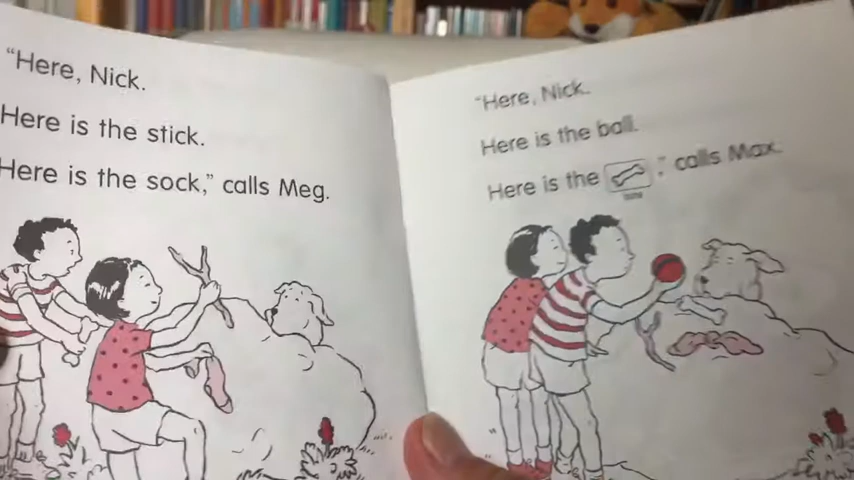 “Here, Nick.
Here is the stick.
Here is the sock,” calls Meg.
“Here, Nick.
Here is the ball.
Here is the ,” calls Max.